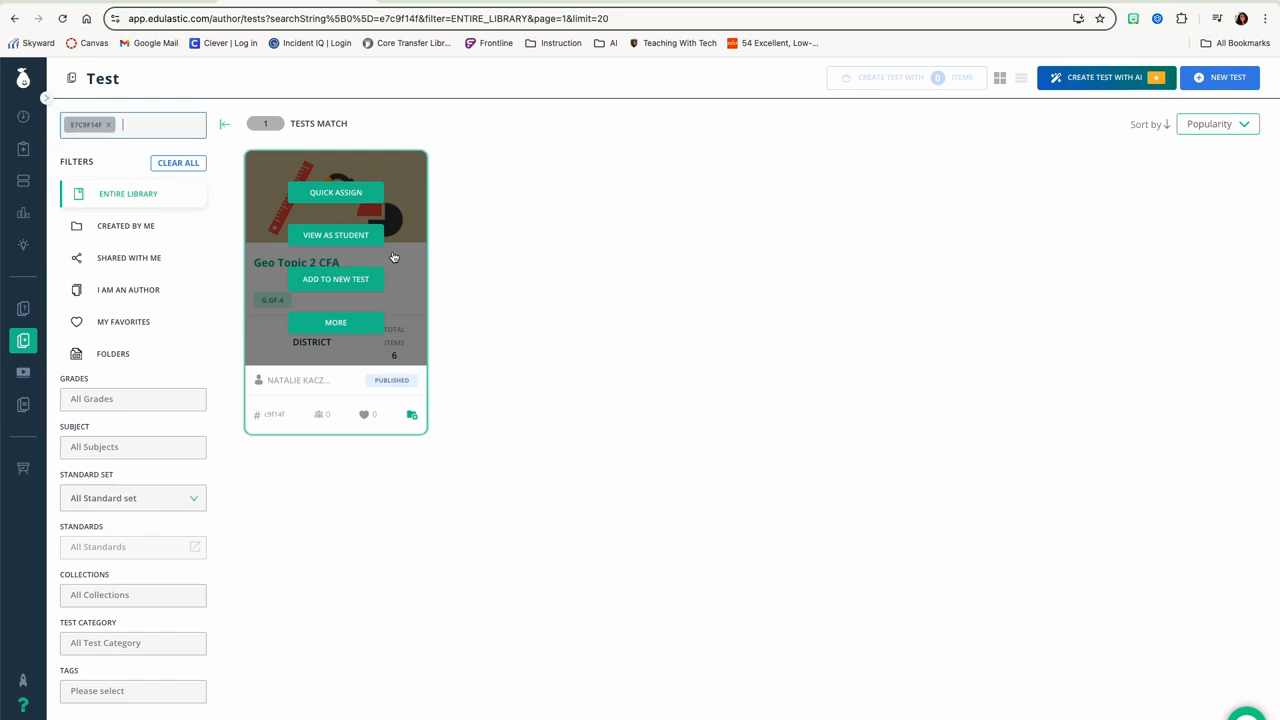 app.edulastic.com/author/tests?searchString%5B0%5D=e7c9f14f&filter=ENTIRE_LIBRARY&page=1&limit=20
Skyward
Canvas
Google Mail
Clever | Log in
Incident IQ | Login
Core Transfer Libr...
Frontline
Instruction
AI
Teaching With Tech
54 Excellent, Low-...
All Bookmarks
Test
CREATE TEST WITH 0 ITEMS
CREATE TEST WITH AI
NEW TEST
E7C9F14F X
1 TESTS MATCH
Sort by
Popularity
FILTERS
CLEAR ALL
ENTIRE LIBRARY
CREATED BY ME
SHARED WITH ME
I AM AN AUTHOR
MY FAVORITES
FOLDERS
GRADES
All Grades
SUBJECT
All Subjects
STANDARD SET
All Standard set
STANDARDS
All Standards
COLLECTIONS
All Collections
TEST CATEGORY
All Test Category
TAGS
Please select
?
QUICK ASSIGN
VIEW AS STUDENT
Geo Topic 2 CFA
ADD TO NEW TEST
G.GF.4
MORE
DISTRICT
TOTAL
ITEMS
6
NATALIE KACZ...
PUBLISHED
# c9f14f
0
0